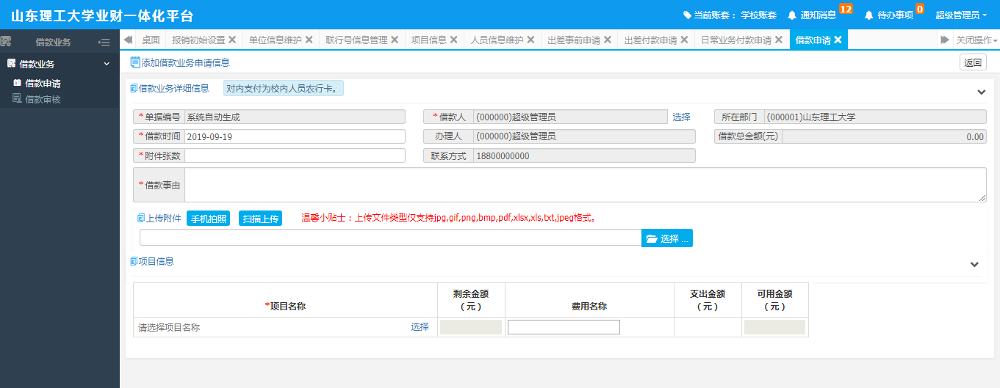 山东理工大学业财一体化平台
当前账套： 学校账套
通知消息 12
待办事项 0
超级管理员
借款业务
桌面 报销初始设置 单位信息维护 联行号信息管理 项目信息 人员信息维护 出差事前申请 出差付款申请 日常业务付款申请 借款申请 关闭操作
借款业务
借款申请
借款审核
添加借款业务申请信息 返回
借款业务详细信息 对内支付为校内人员农行卡。
*单据编号 系统自动生成 *借款人 (000000)超级管理员 选择 所在部门 (000001)山东理工大学
*借款时间 2019-09-19 办理人 (000000)超级管理员 借款总金额(元) 0.00
*附件张数 联系方式 18800000000
*借款事由
上传附件 手机拍照 扫描上传 温馨小贴士：上传文件类型仅支持jpg,gif,png,bmp,pdf,xlsx,xls,txt,jpeg格式。
选择 ...
项目信息
*项目名称 剩余金额（元） 费用名称 支出金额（元） 可用金额（元）
请选择项目名称 选择